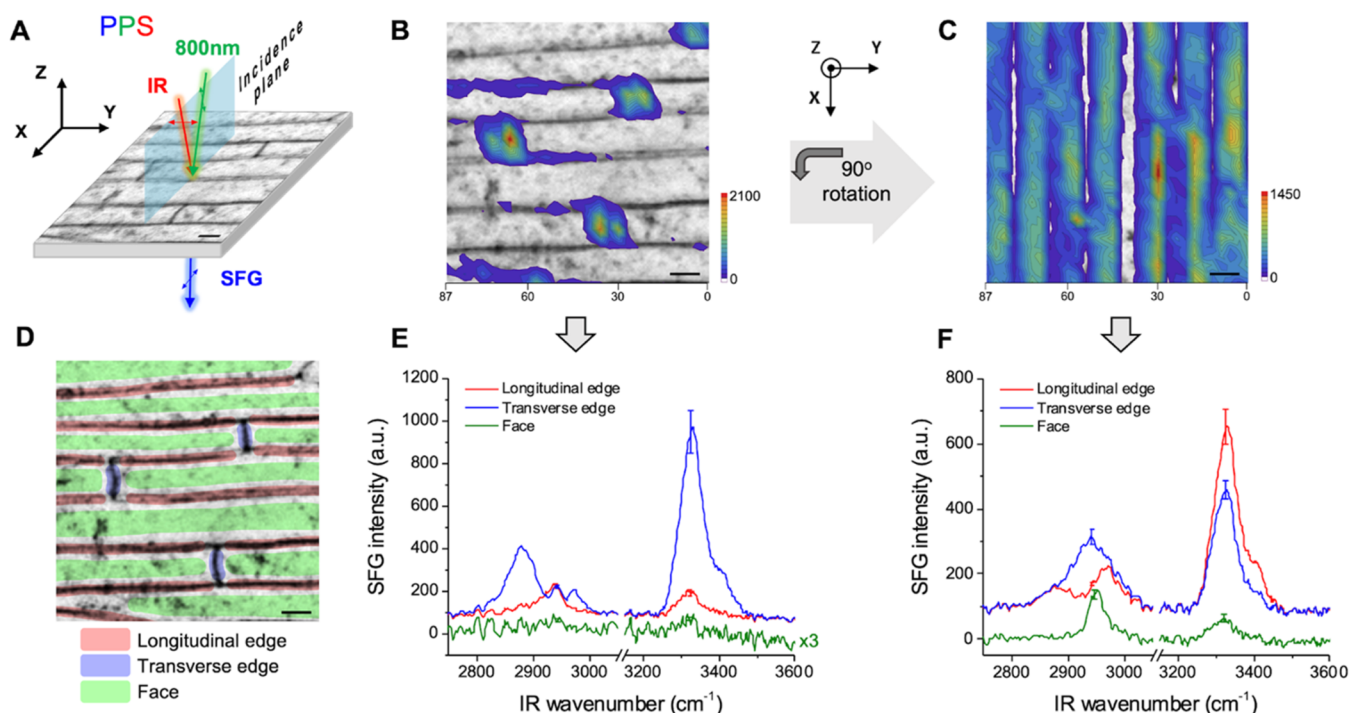 A
PPS
800nm
IR
Incidence
plane
Z
X
Y
SFG
B
2100
0
87
60
30
0
Z
Y
X
90o
rotation
C
1450
0
87
60
30
0
D
Longitudinal edge
Transverse edge
Face
E
1200
1000
800
600
400
200
0
SFG intensity (a.u.)
Longitudinal edge
Transverse edge
Face
x3
2800
2900
3000
3200
3400
3600
IR wavenumber (cm-1)
F
800
600
400
200
0
SFG intensity (a.u.)
Longitudinal edge
Transverse edge
Face
2800
2900
3000
3200
3400
3600
IR wavenumber (cm-1)